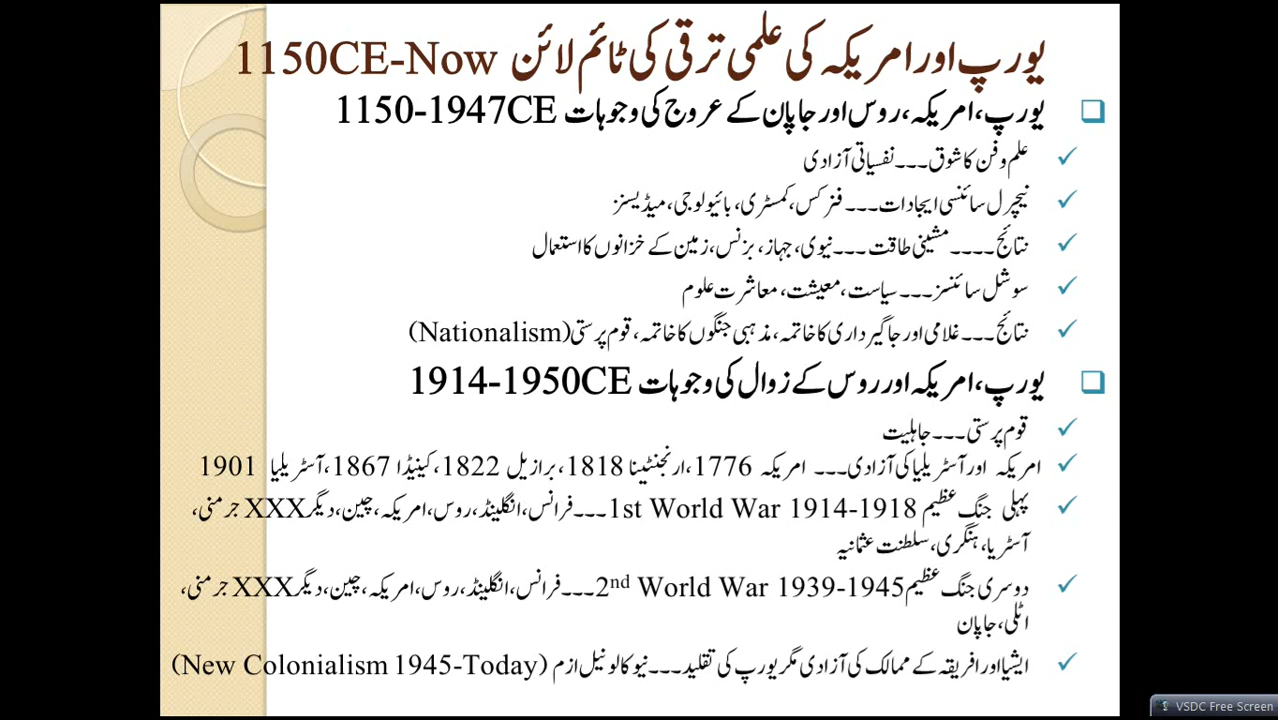 یورپ اور امریکہ کی علمی ترقی کی ٹائم لائن 1150CE-Now
یورپ، امریکہ، روس اور جاپان کے عروج کی وجوہات 1150-1947CE
علم و فن کا شوق۔۔۔ نفسیاتی آزادی
نیچرل سائنسی ایجادات۔۔۔ فزکس، کمسٹری، بائیولوجی، میڈیسنز
نتائج۔۔۔۔ مشینی طاقت۔۔۔ نیوی، جہاز، بزنس، زمین کے خزانوں کا استعمال
سوشل سائنسز۔۔۔ سیاست، معیشت، معاشرت علوم
نتائج۔۔۔ غلامی اور جاگیر داری کا خاتمہ، مذہبی جنگوں کا خاتمہ، قوم پرستی (Nationalism)
یورپ، امریکہ اور روس کے زوال کی وجوہات 1914-1950CE
قوم پرستی۔۔۔ جاہلیت
امریکہ اور آسٹریلیا کی آزادی۔۔۔ امریکہ 1776، ارنجنٹینا 1818، برازیل 1822، کینیڈا 1867، آسٹریلیا 1901
پہلی جنگ عظیم 1st World War 1914-1918۔۔۔ فرانس، انگلینڈ، روس، امریکہ، چین، دیگر XXX جرمنی،
آسٹریا، ہنگری، سلطنت عثمانیہ
دوسری جنگ عظیم 2nd World War 1939-1945۔۔۔ فرانس، انگلینڈ، روس، امریکہ، چین، دیگر XXX جرمنی،
اٹلی، جاپان
ایشیا اور افریقہ کے ممالک کی آزادی مگر یورپ کی تقلید۔۔۔ نیو کالونیل ازم (New Colonialism 1945-Today)
VSDC Free Screen